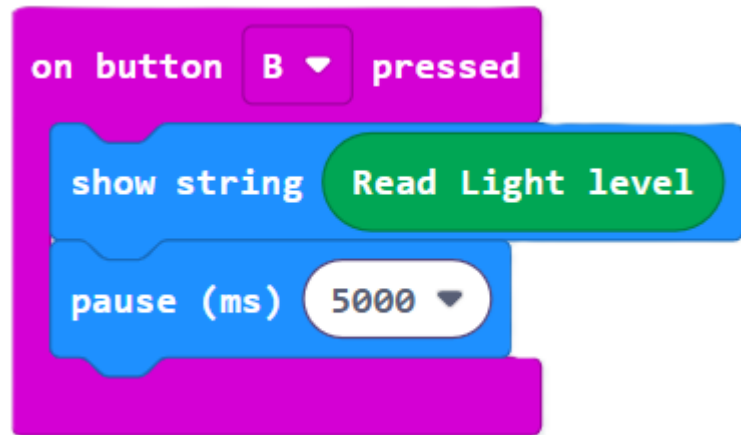 on button B pressed
show string Read Light level
pause (ms) 5000